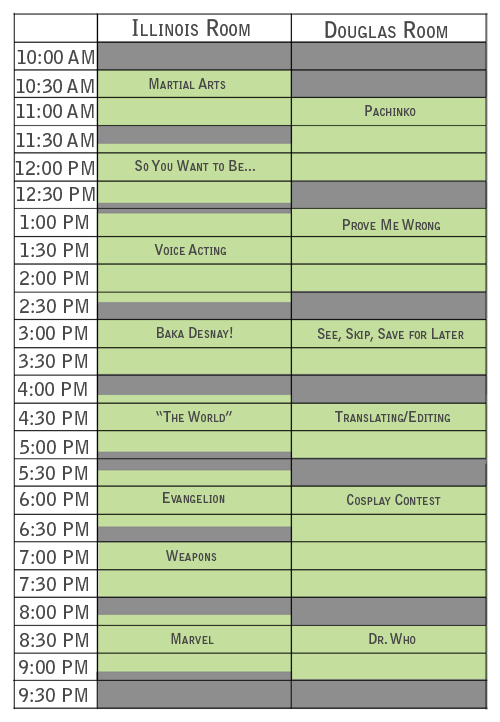 Illinois Room Douglas Room
10:00 AM
10:30 AM Martial Arts
11:00 AM Pachinko
11:30 AM
12:00 PM So You Want to Be...
12:30 PM
1:00 PM Prove Me Wrong
1:30 PM Voice Acting
2:00 PM
2:30 PM
3:00 PM Baka Desnay! See, Skip, Save for Later
3:30 PM
4:00 PM
4:30 PM “The World” Translating/Editing
5:00 PM
5:30 PM
6:00 PM Evangelion Cosplay Contest
6:30 PM
7:00 PM Weapons
7:30 PM
8:00 PM
8:30 PM Marvel Dr. Who
9:00 PM
9:30 PM